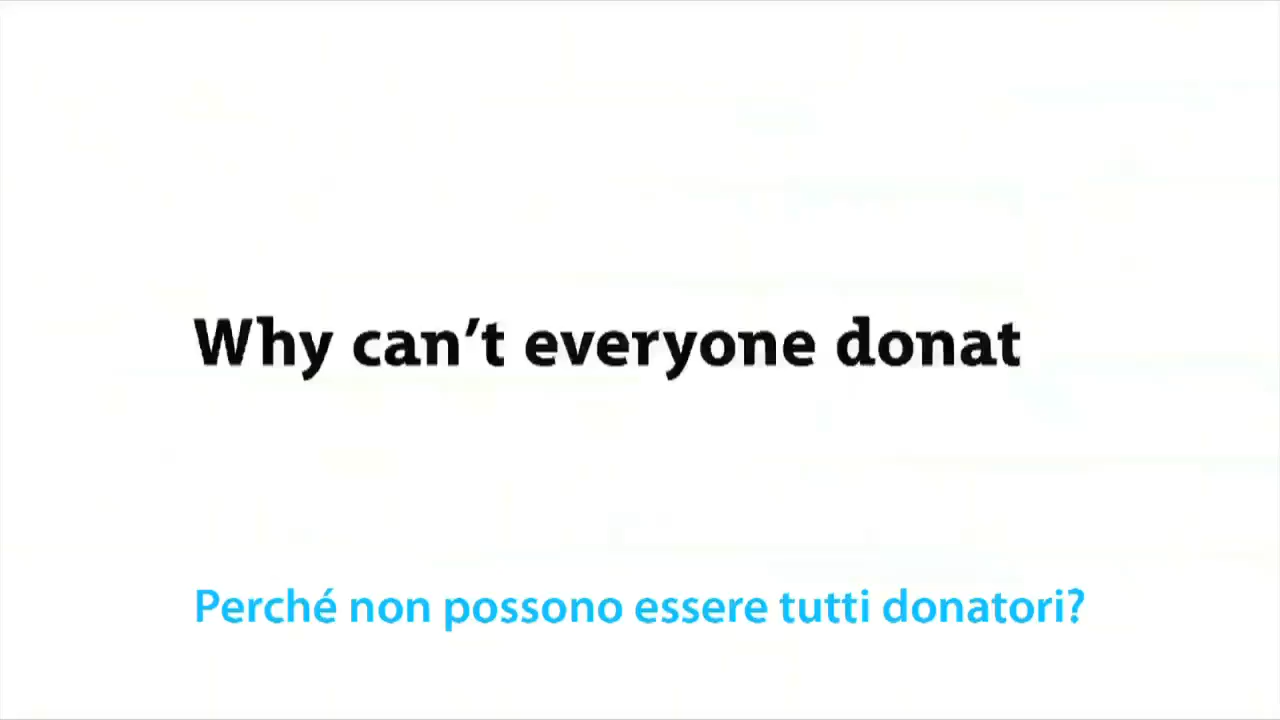 Why can’t everyone donat
Perché non possono essere tutti donatori?